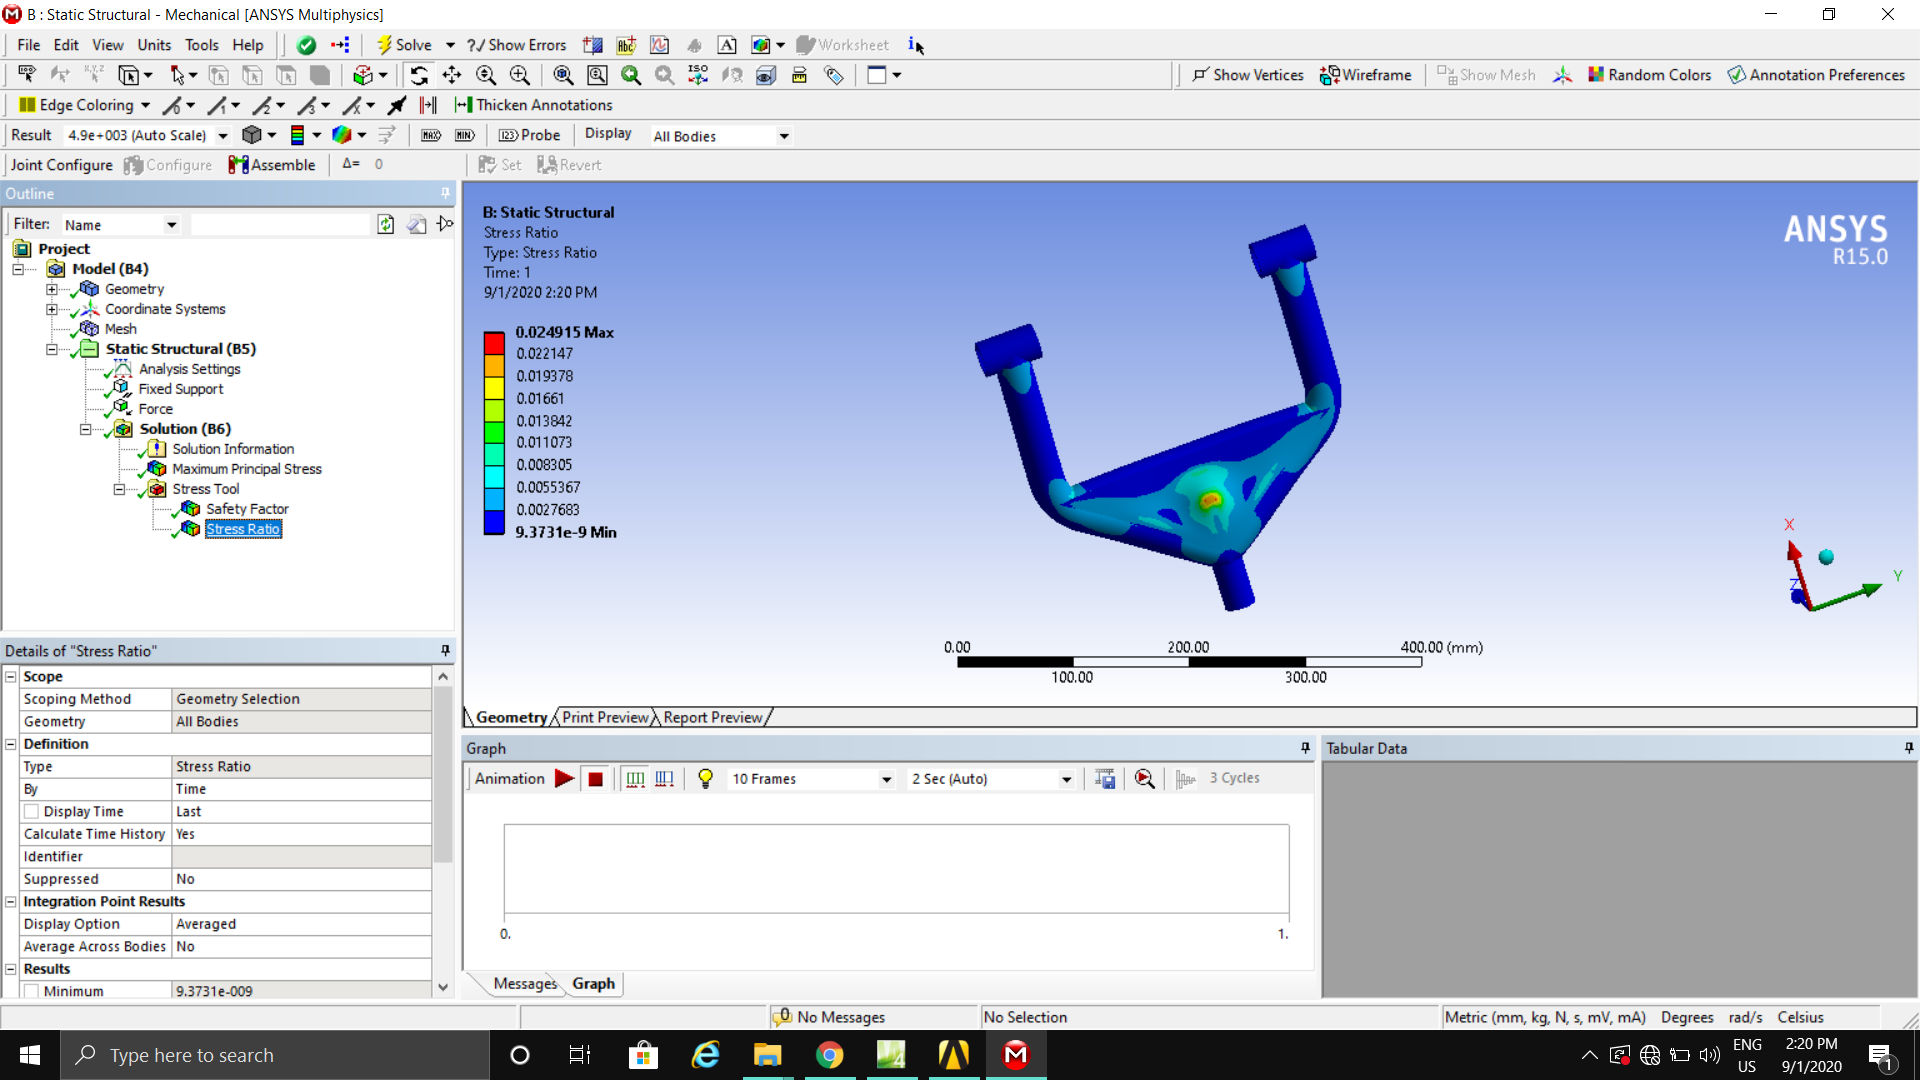 B : Static Structural - Mechanical [ANSYS Multiphysics]
File Edit View Units Tools Help Solve ?/ Show Errors Worksheet
Show Vertices Wireframe Show Mesh Random Colors Annotation Preferences
Edge Coloring Thicken Annotations
Result 4.9e+003 (Auto Scale) MAX MIN Probe Display All Bodies
Joint Configure Configure Assemble Δ= 0 Set Revert
Outline
Filter: Name
Project
Model (B4)
Geometry
Coordinate Systems
Mesh
Static Structural (B5)
Analysis Settings
Fixed Support
Force
Solution (B6)
Solution Information
Maximum Principal Stress
Stress Tool
Safety Factor
Stress Ratio
B: Static Structural
Stress Ratio
Type: Stress Ratio
Time: 1
9/1/2020 2:20 PM
0.024915 Max
0.022147
0.019378
0.01661
0.013842
0.011073
0.008305
0.0055367
0.0027683
9.3731e-9 Min
ANSYS
R15.0
X
Y
Z
0.00 200.00 400.00 (mm)
100.00 300.00
Geometry Print Preview Report Preview
Details of "Stress Ratio"
Scope
Scoping Method Geometry Selection
Geometry All Bodies
Definition
Type Stress Ratio
By Time
Display Time Last
Calculate Time History Yes
Identifier
Suppressed No
Integration Point Results
Display Option Averaged
Average Across Bodies No
Results
Minimum 9.3731e-009
Graph
Animation 10 Frames 2 Sec (Auto) 3 Cycles
0. 1.
Messages Graph
Tabular Data
No Messages No Selection Metric (mm, kg, N, s, mV, mA) Degrees rad/s Celsius
Type here to search
ENG
US
2:20 PM
9/1/2020
1